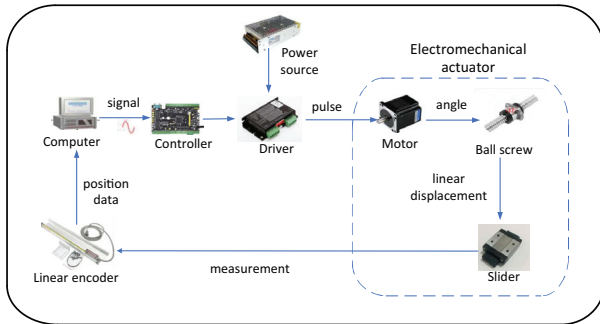 Power
source
Electromechanical
actuator
signal
pulse
angle
Computer
Controller
Driver
Motor
Ball screw
position
data
linear
displacement
Linear encoder
measurement
Slider